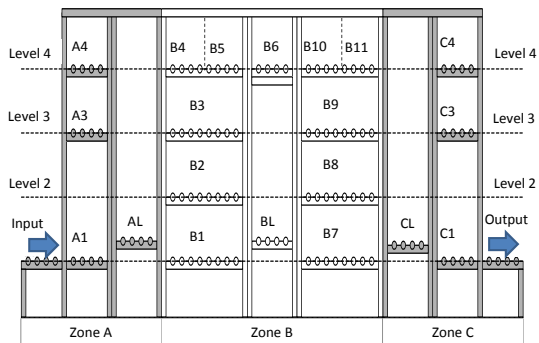 A4 B4 B5 B6 B10 B11 C4
Level 4 Level 4
A3 B3 B9 C3
Level 3 Level 3
B2 B8
Level 2 Level 2
Input A1 AL B1 BL B7 CL C1 Output
Zone A Zone B Zone C